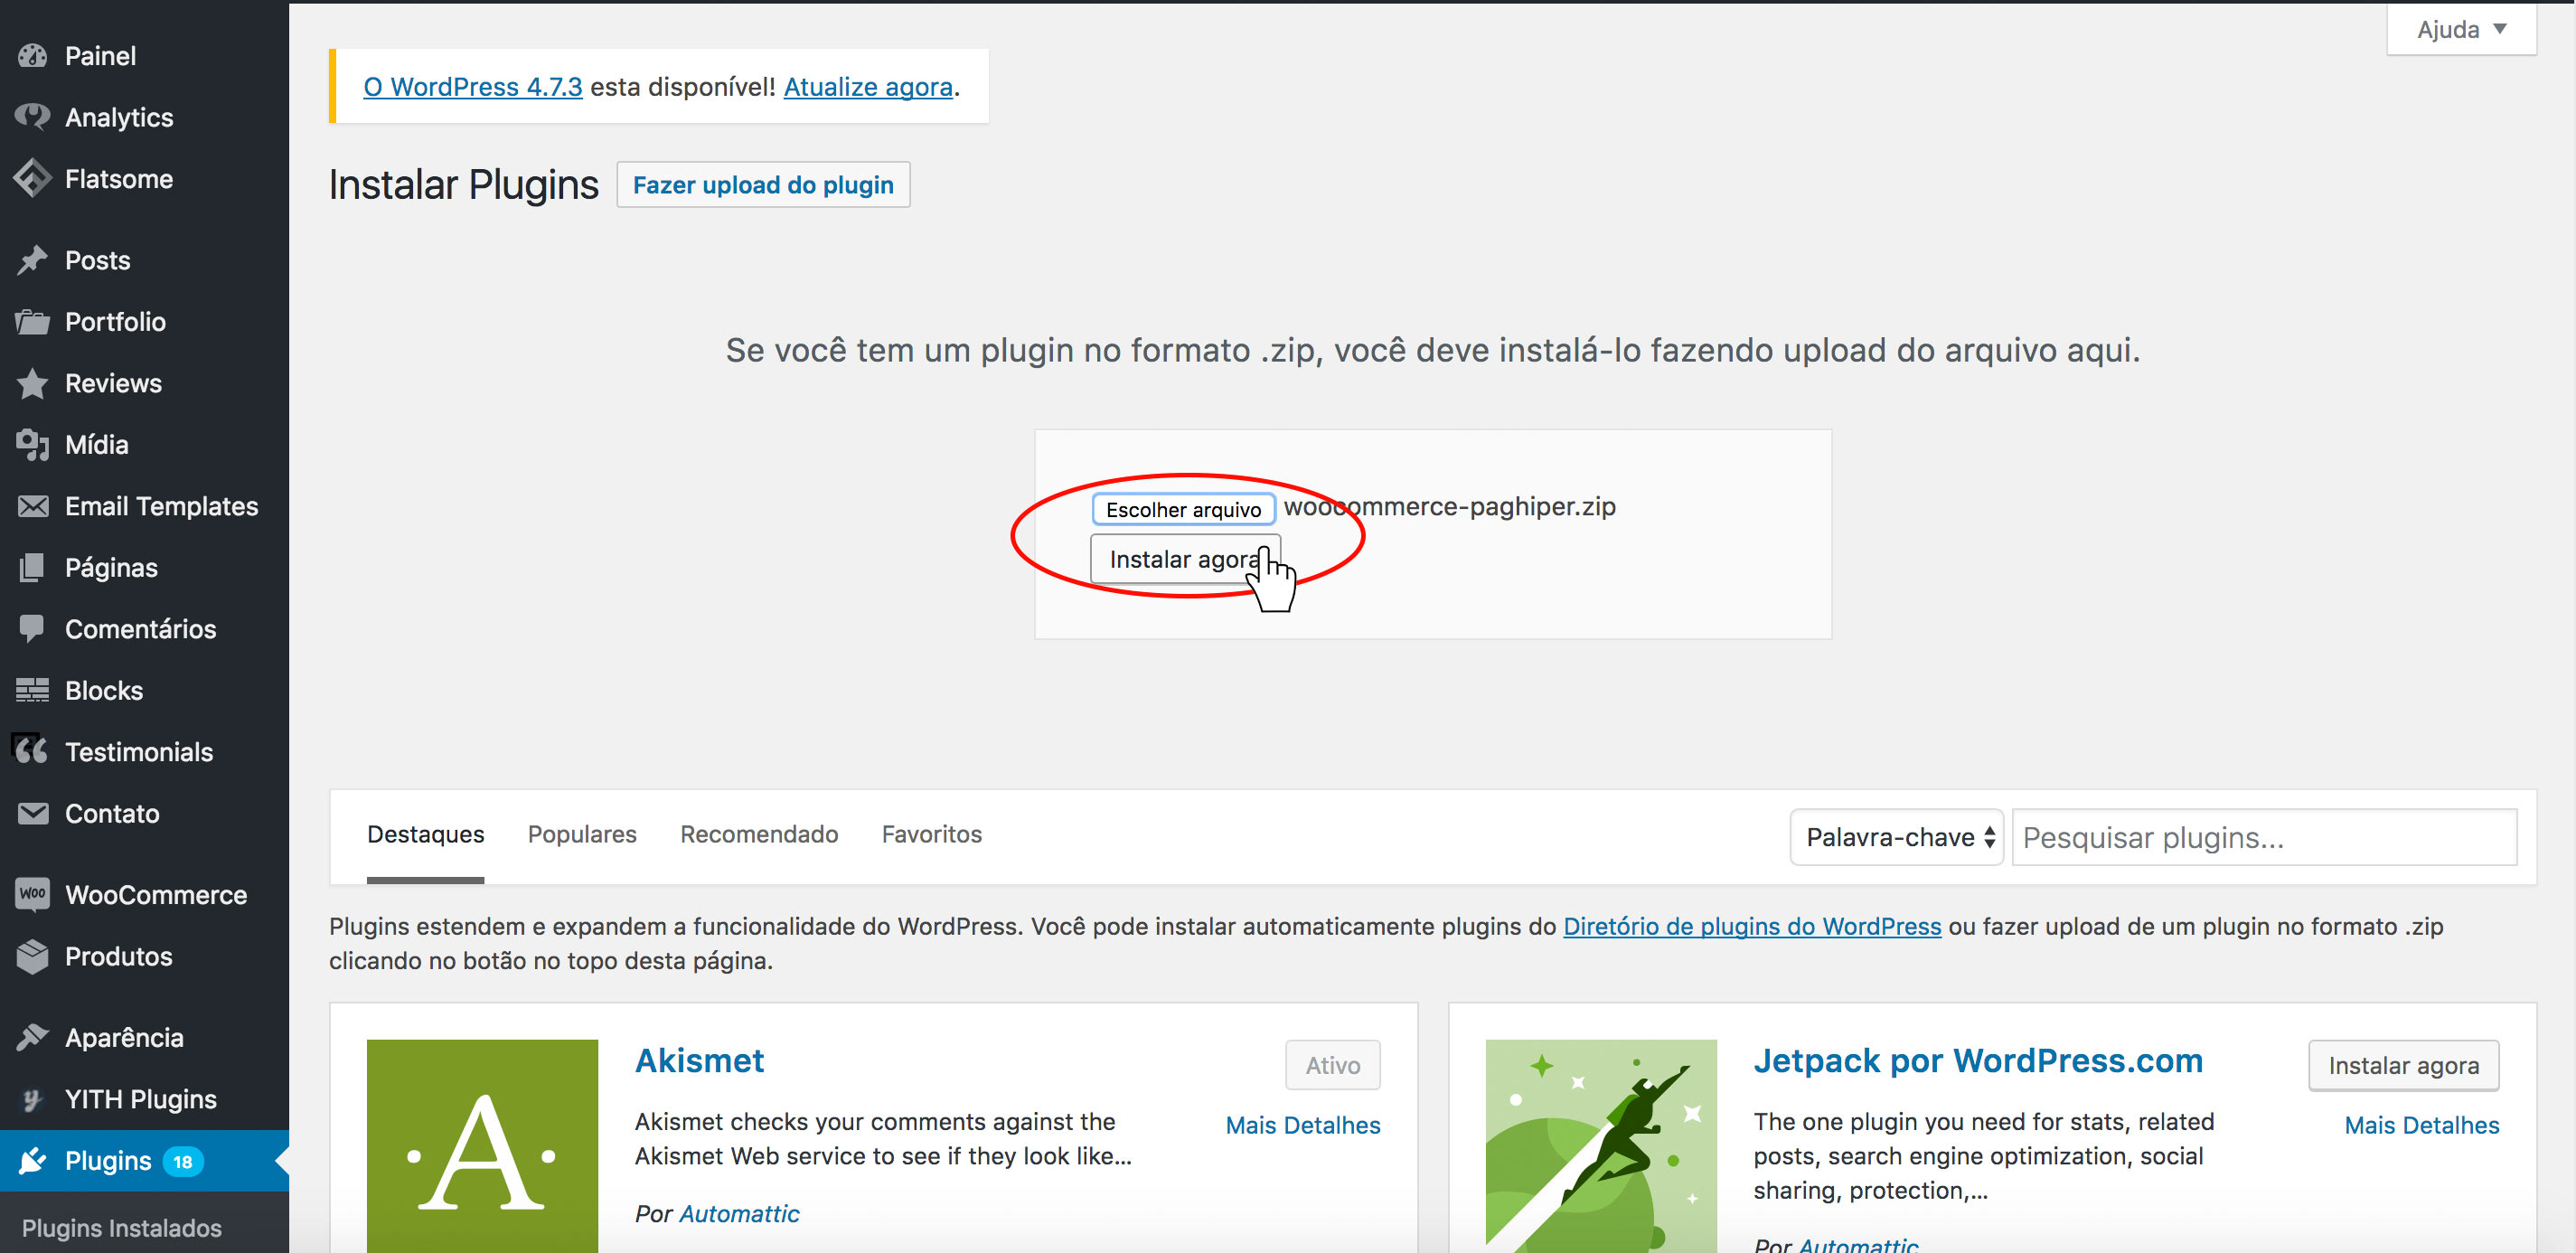 Painel
Analytics
Flatsome
Posts
Portfolio
Reviews
Mídia
Email Templates
Páginas
Comentários
Blocks
Testimonials
Contato
WOO WooCommerce
Produtos
Aparência
YITH Plugins
Plugins 18
Plugins Instalados
Ajuda
O WordPress 4.7.3 esta disponível! Atualize agora.
Instalar Plugins Fazer upload do plugin
Se você tem um plugin no formato .zip, você deve instalá-lo fazendo upload do arquivo aqui.
Escolher arquivo woocommerce-paghiper.zip
Instalar agora
Destaques Populares Recomendado Favoritos Palavra-chave Pesquisar plugins...
Plugins estendem e expandem a funcionalidade do WordPress. Você pode instalar automaticamente plugins do Diretório de plugins do WordPress ou fazer upload de um plugin no formato .zip
clicando no botão no topo desta página.
A
Akismet
Ativo
Mais Detalhes
Akismet checks your comments against the
Akismet Web service to see if they look like...
Por Automattic
Jetpack por WordPress.com
Instalar agora
Mais Detalhes
The one plugin you need for stats, related
posts, search engine optimization, social
sharing, protection,...
Por Automattic